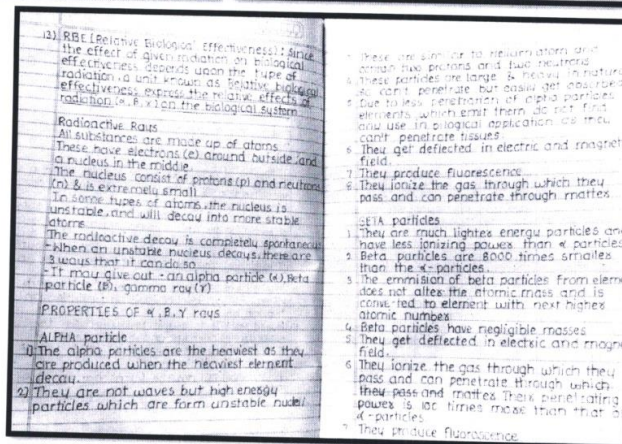 13) RBE [Relative Biological Effectiveness): Since
the effect of given radiation on biological
effectiveness depends upon the type of
radiation, a unit known as Relative biological
effectiveness express the relative effects of
radiation (α, B, x) on the biological system
Radioactive Rays
All substances are made up of atoms
These have electrons (e) around outside, and
a nucleus in the middle
The nucleus consist of protons (p) and neutrons
(n) & is extremely small
In some types of atoms, the nucleus is
unstable, and will decay into more stable
atoms
The radioactive decay is completely spontaneous
- When an unstable nucleus decays, there are
3 ways that it can do so
- It may give out - an alpha particle (α), Beta
particle (B), gamma ray (Y)
PROPERTIES OF α, B, Y rays
ALPHA particle
1) The alpha particles are the heaviest as they
are produced when the heaviest element
decay.
2) They are not waves but high energy
particles which are form unstable nuclei
These are similar to Helium atom and
two protons and two neutrons
These particles are large & heavy in nature
so can't penetrate but easily get absorbed
5 Due to less penetration of alpha particles
elements, which emit them do not find
any use in biological application as they
can't penetrate tissues.
6 They get deflected in electric and magnet
field.
7 They produce fluorescence
8. They ionize the gas through which they
pass and can penetrate through matter
BETA particles
1. They are much lighter energy particles and
have less ionizing power than α particles
2 Beta particles are 8000 times smaller
than the α-particles.
3 The emmision of beta particles from eleme
does not alter the atomic mass and is
to element with next higher
atomic number
4. Beta particles have negligible masses
5 They get deflected in electric and magne
field.
6 They ionize the gas through which they
pass and can penetrate through which
they pass and matter Their penetrating
power is 100 times more than that o
α-particles
7 They produce fluorescence